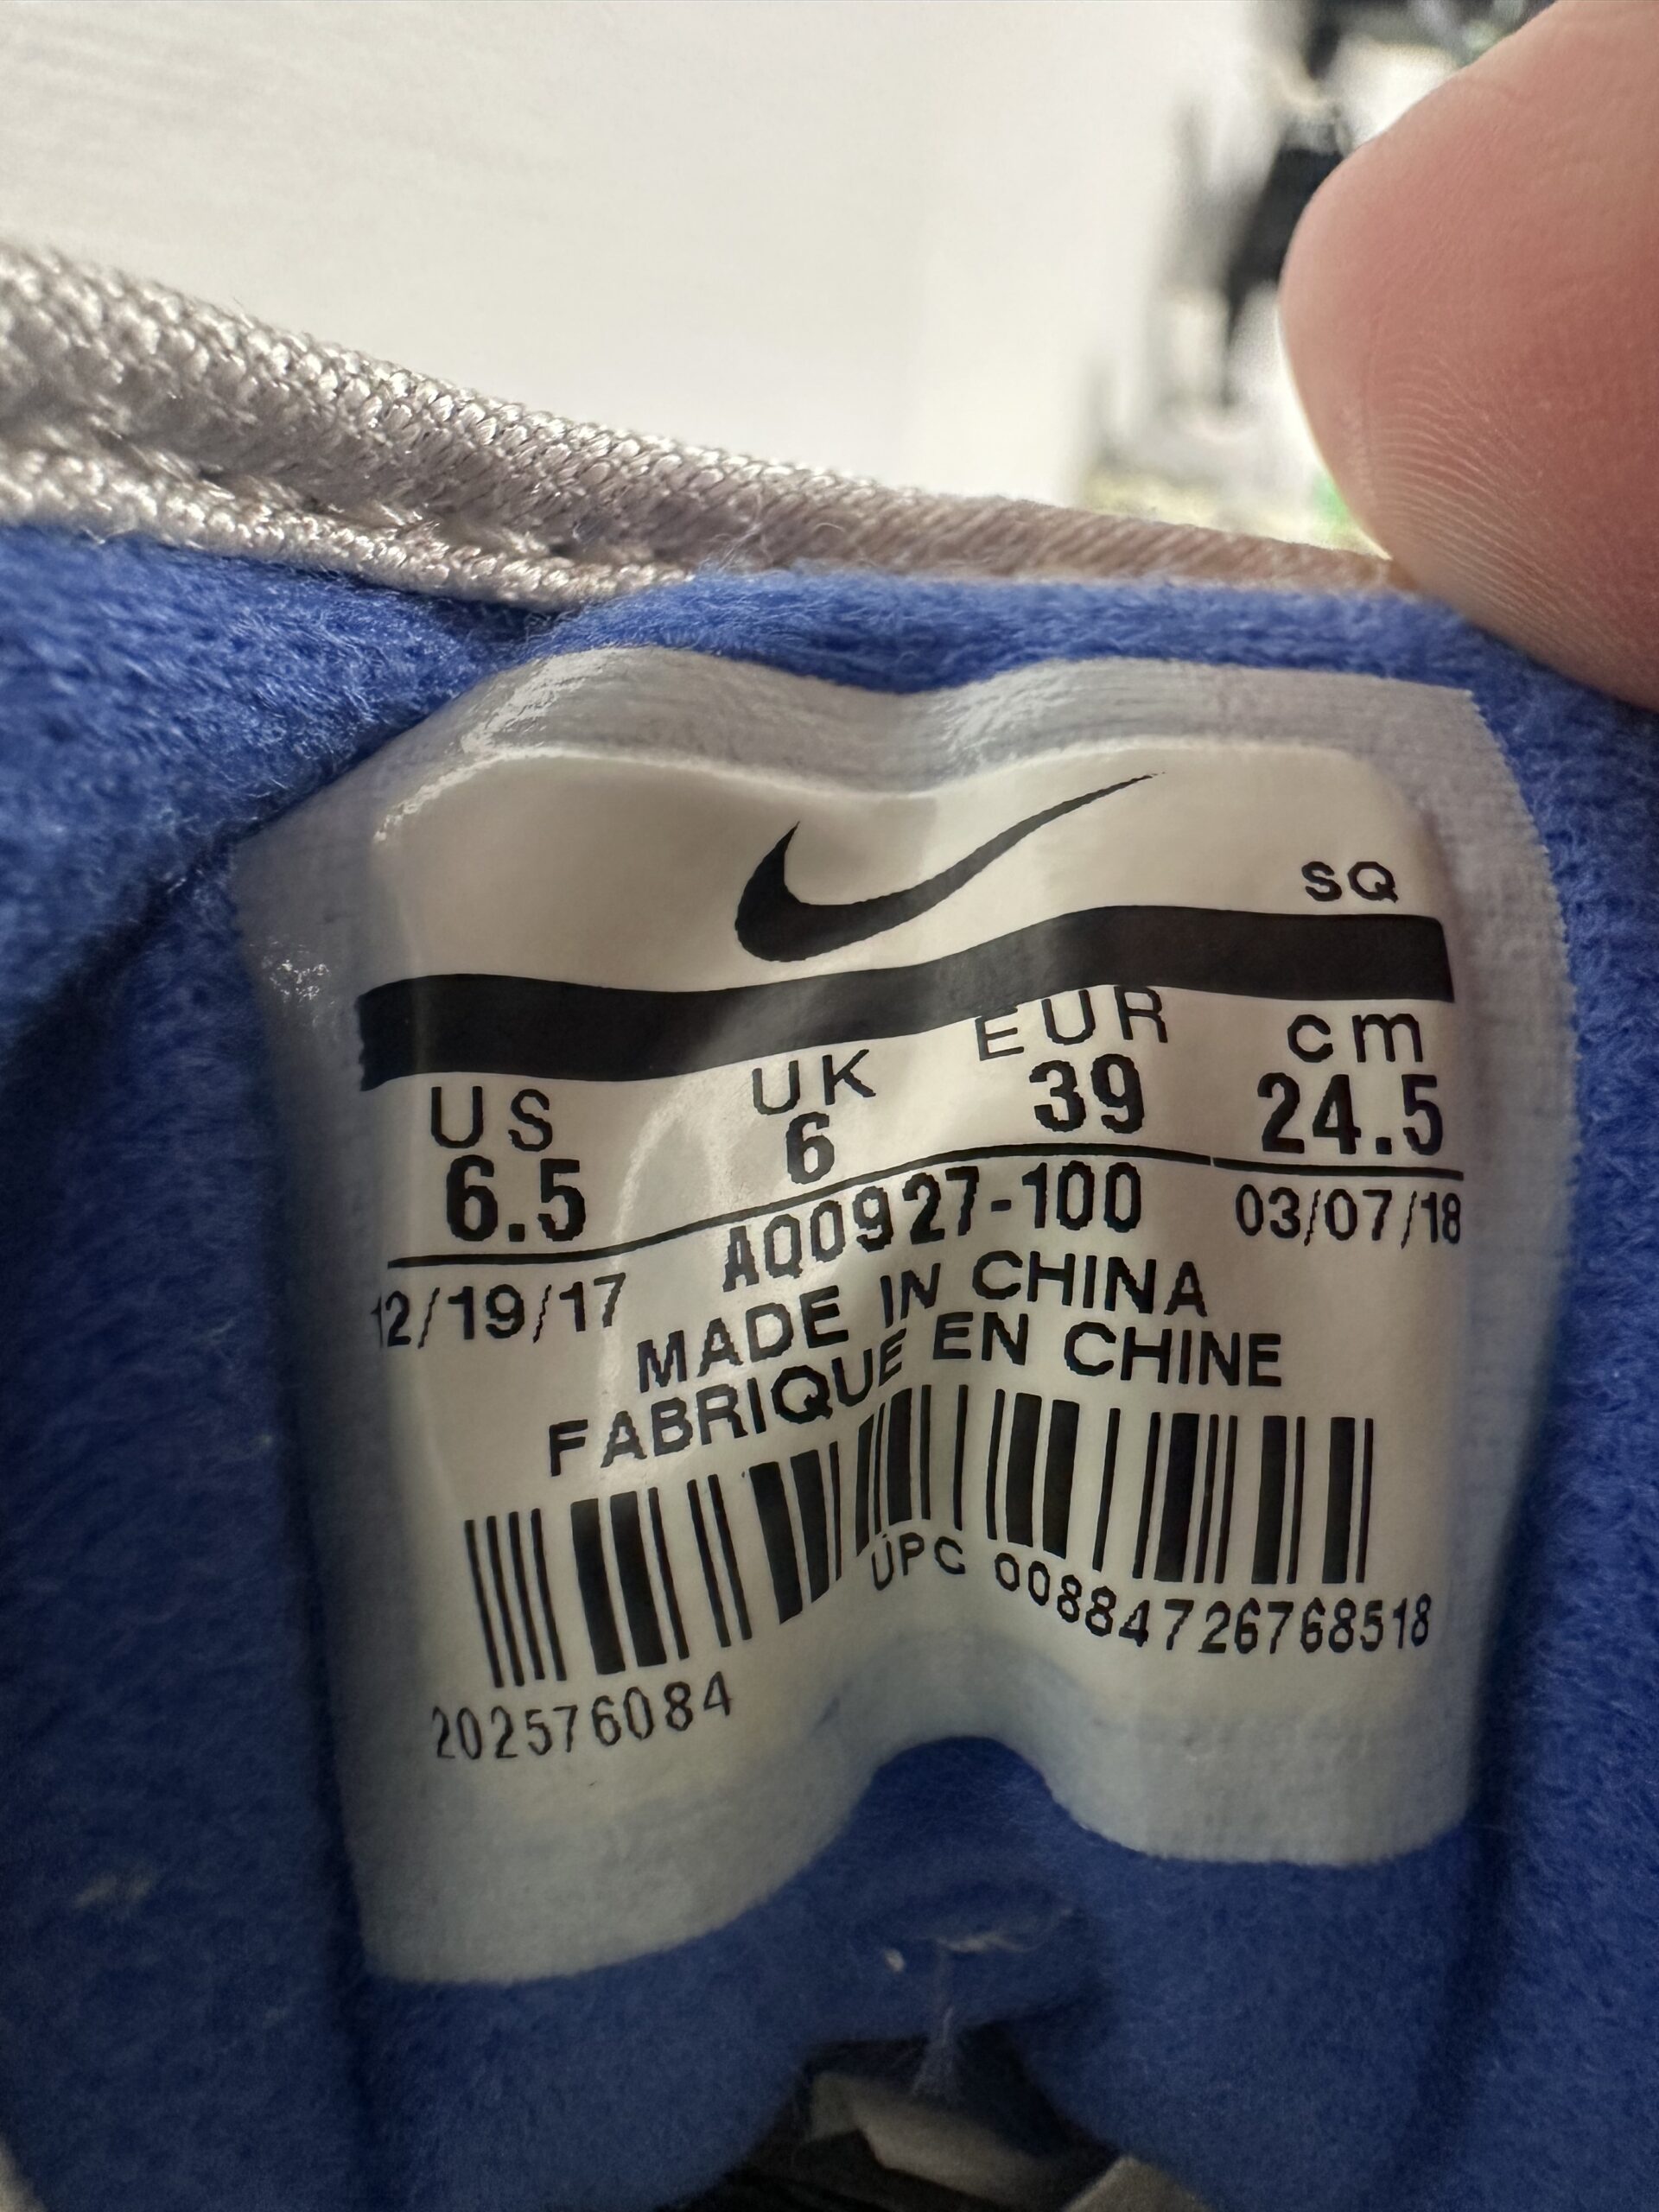 SQ
US UK EUR cm
6.5 6 39 24.5
12/19/17 AQ0927-100 03/07/18
MADE IN CHINA
FABRIQUE EN CHINE
UPC 00884726768518
202576084